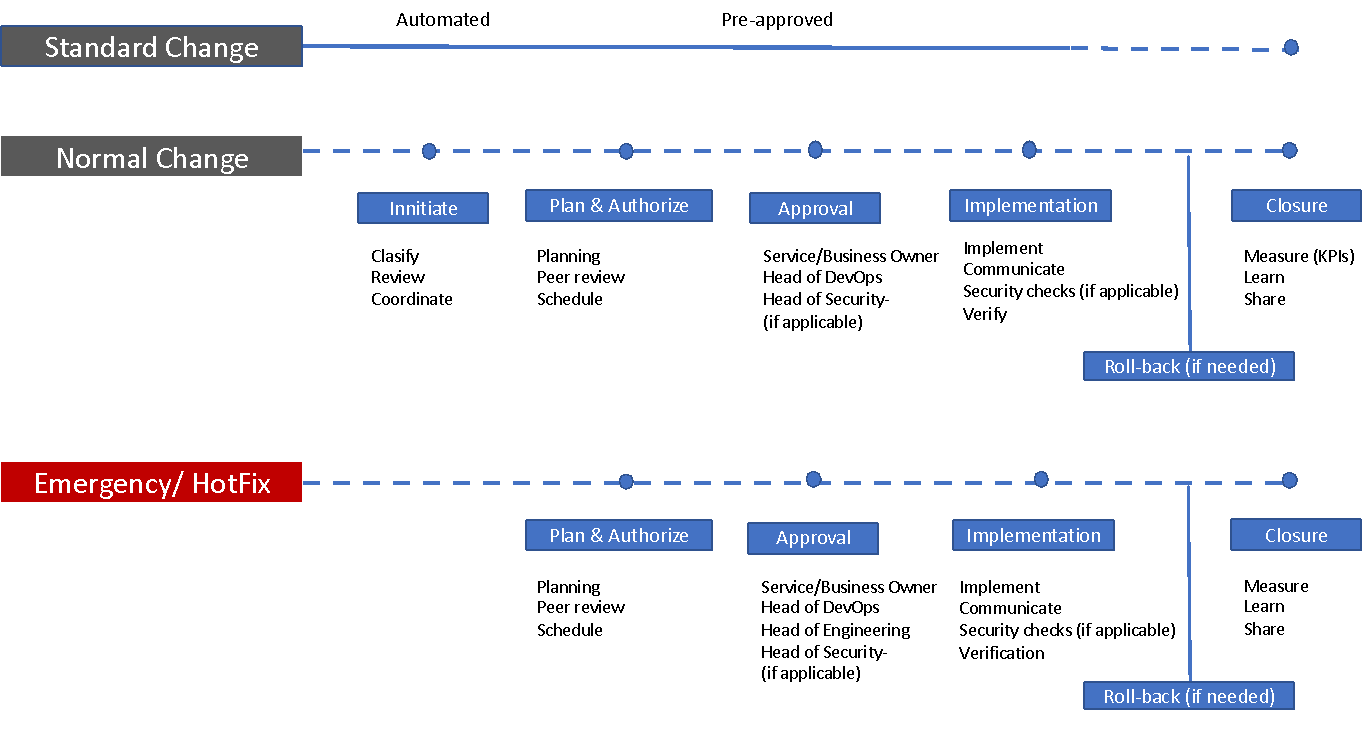 Automated
Pre-approved
Standard Change
Normal Change
Innitiate
Plan & Authorize
Approval
Implementation
Closure
Clasify
Review
Coordinate
Planning
Peer review
Schedule
Service/Business Owner
Head of DevOps
Head of Security-
(if applicable)
Implement
Communicate
Security checks (if applicable)
Verify
Measure (KPIs)
Learn
Share
Roll-back (if needed)
Emergency/ HotFix
Plan & Authorize
Approval
Implementation
Closure
Planning
Peer review
Schedule
Service/Business Owner
Head of DevOps
Head of Engineering
Head of Security-
(if applicable)
Implement
Communicate
Security checks (if applicable)
Verification
Measure
Learn
Share
Roll-back (if needed)